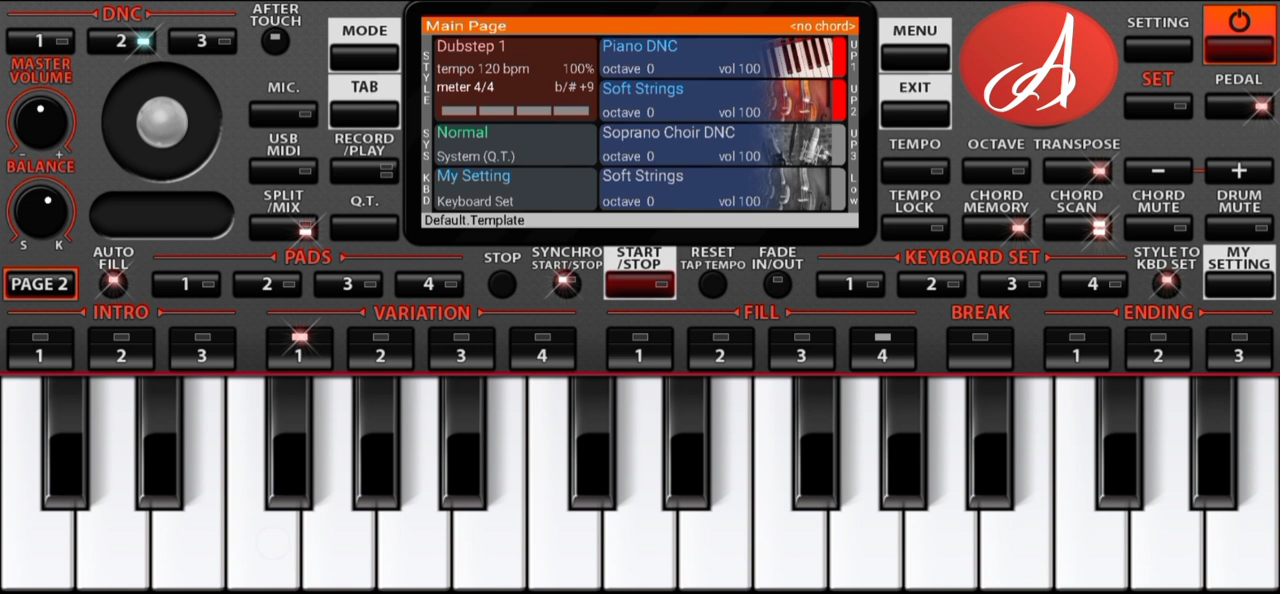 DNC
1 2 3
MASTER
VOLUME
- +
BALANCE
S K
AFTER
TOUCH
MIC.
USB
MIDI
SPLIT
/MIX
MODE
TAB
RECORD
/PLAY
Q.T.
Main Page <no chord>
STYLE
Dubstep 1
tempo 120 bpm 100%
meter 4/4 b/# +9
SYS
Normal
System (Q.T.)
KBD
My Setting
Keyboard Set
Piano DNC
octave 0 vol 100
UP1
Soft Strings
octave 0 vol 100
UP2
Soprano Choir DNC
octave 0 vol 100
UP3
Soft Strings
octave 0 vol 100
Low
Default.Template
MENU
EXIT
A
SETTING
SET
PEDAL
TEMPO
OCTAVE
TRANSPOSE
- +
TEMPO
LOCK
CHORD
MEMORY
CHORD
SCAN
CHORD
MUTE
DRUM
MUTE
PAGE 2
AUTO
FILL
PADS
1 2 3 4
STOP
SYNCHRO
START/STOP
START
/STOP
RESET
TAP TEMPO
FADE
IN/OUT
KEYBOARD SET
1 2 3 4
STYLE TO
KBD SET
MY
SETTING
INTRO
1 2 3
VARIATION
1 2 3 4
FILL
1 2 3 4
BREAK
ENDING
1 2 3